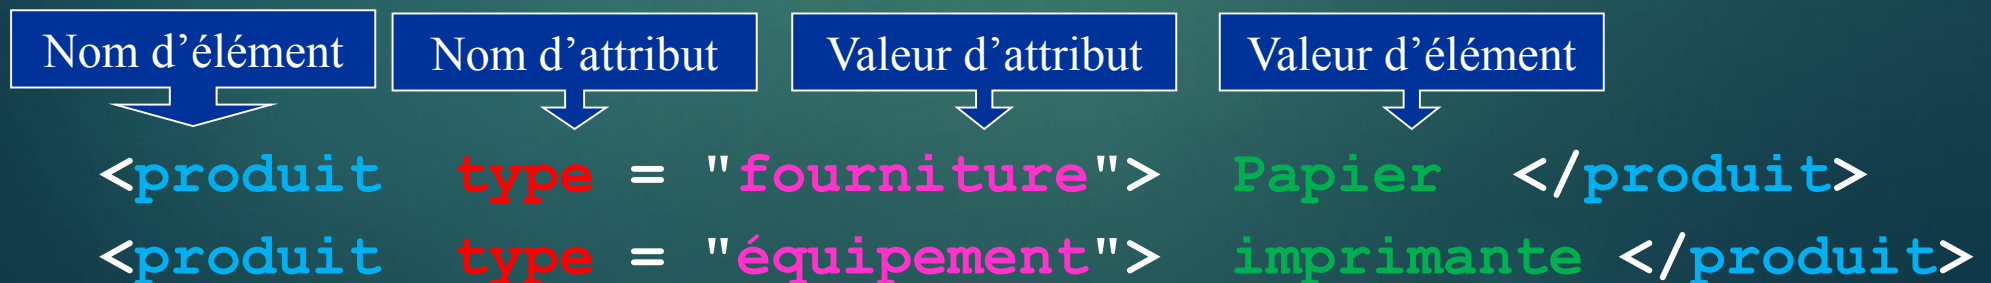 Nom d’élément Nom d’attribut Valeur d’attribut Valeur d’élément
<produit type = "fourniture"> Papier </produit>
<produit type = "équipement"> imprimante </produit>